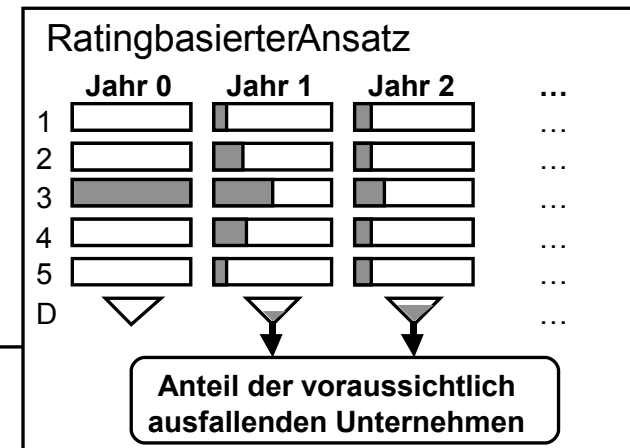 RatingbasierterAnsatz
Jahr 0 Jahr 1 Jahr 2 ...
1 ...
2 ...
3 ...
4 ...
5 ...
D ...
Anteil der voraussichtlich
ausfallenden Unternehmen